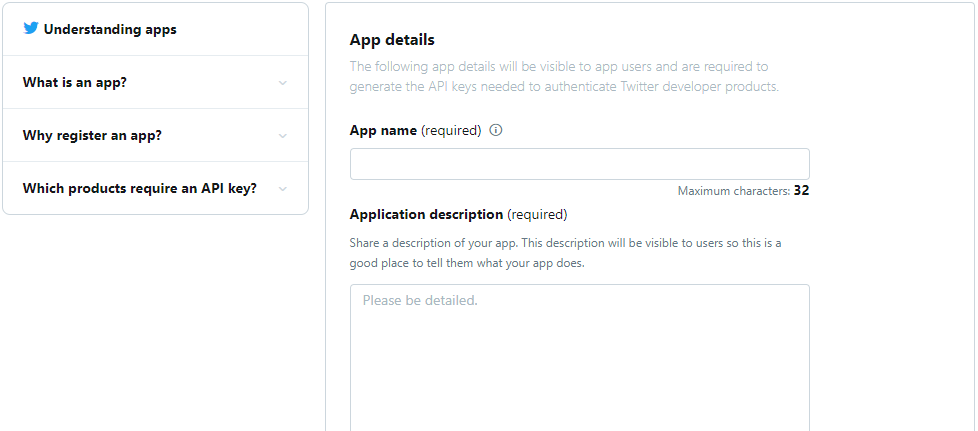 Understanding apps
What is an app?
Why register an app?
Which products require an API key?
App details
The following app details will be visible to app users and are required to
generate the API keys needed to authenticate Twitter developer products.
App name (required)
Maximum characters: 32
Application description (required)
Share a description of your app. This description will be visible to users so this is a
good place to tell them what your app does.
Please be detailed.